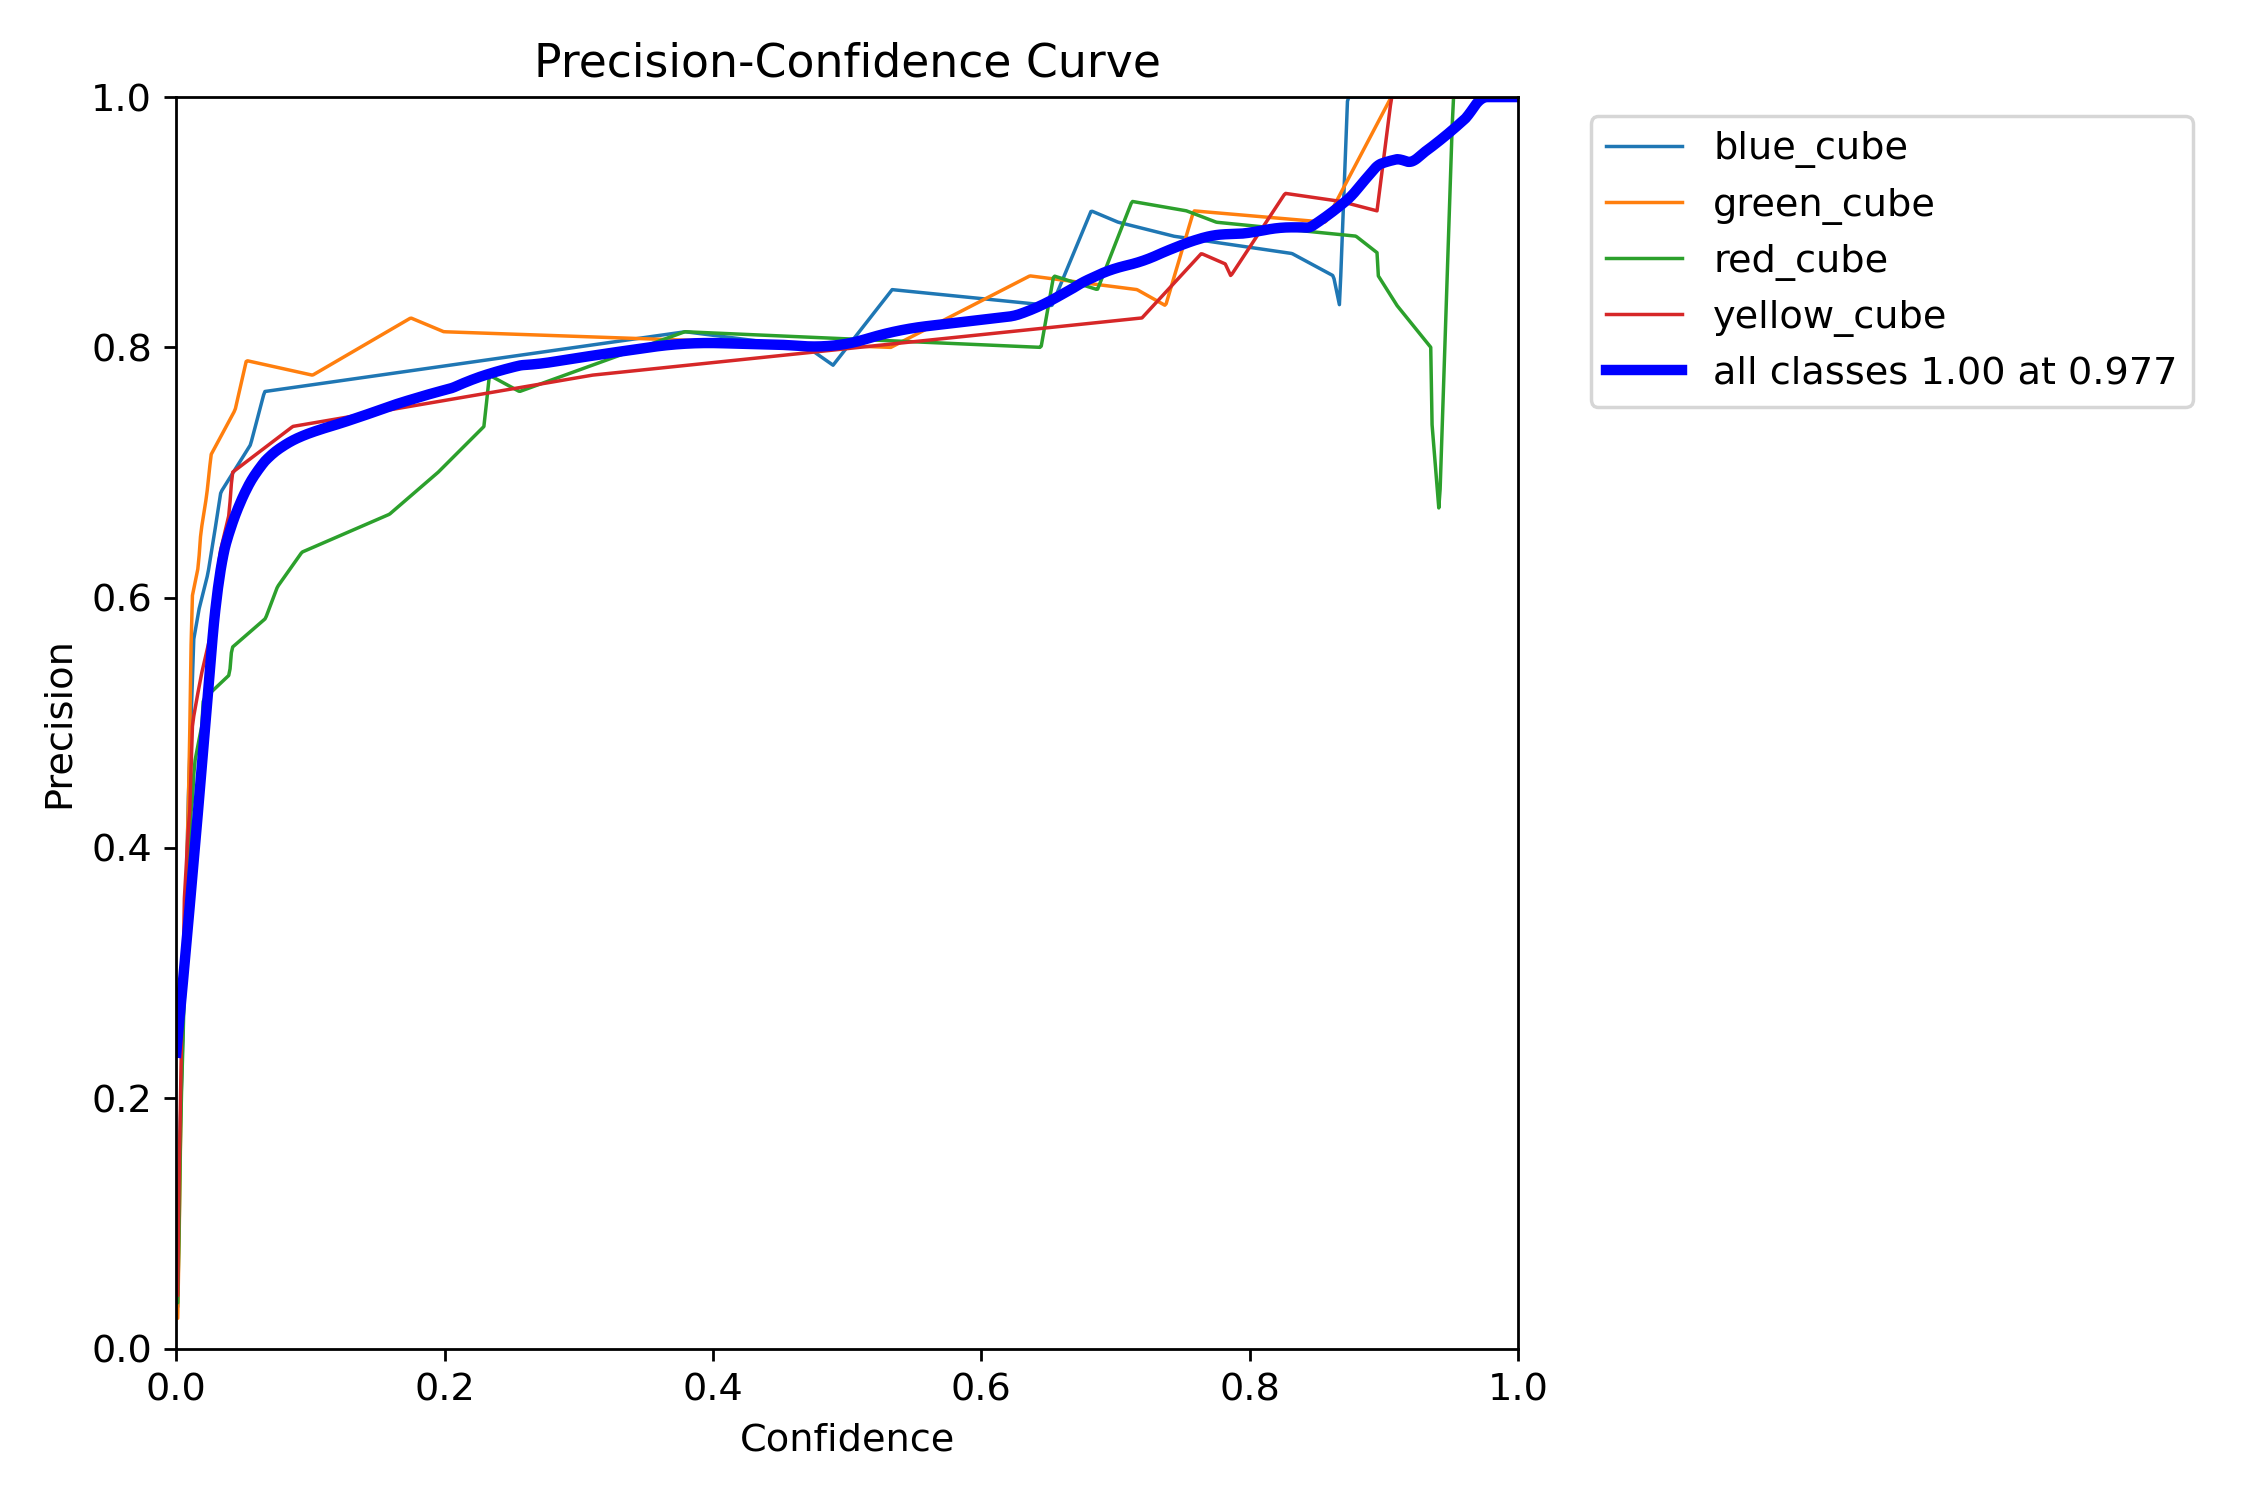 Precision-Confidence Curve
1.0
0.8
0.6
0.4
0.2
0.0
Precision
0.0 0.2 0.4 0.6 0.8 1.0
Confidence
blue_cube
green_cube
red_cube
yellow_cube
all classes 1.00 at 0.977